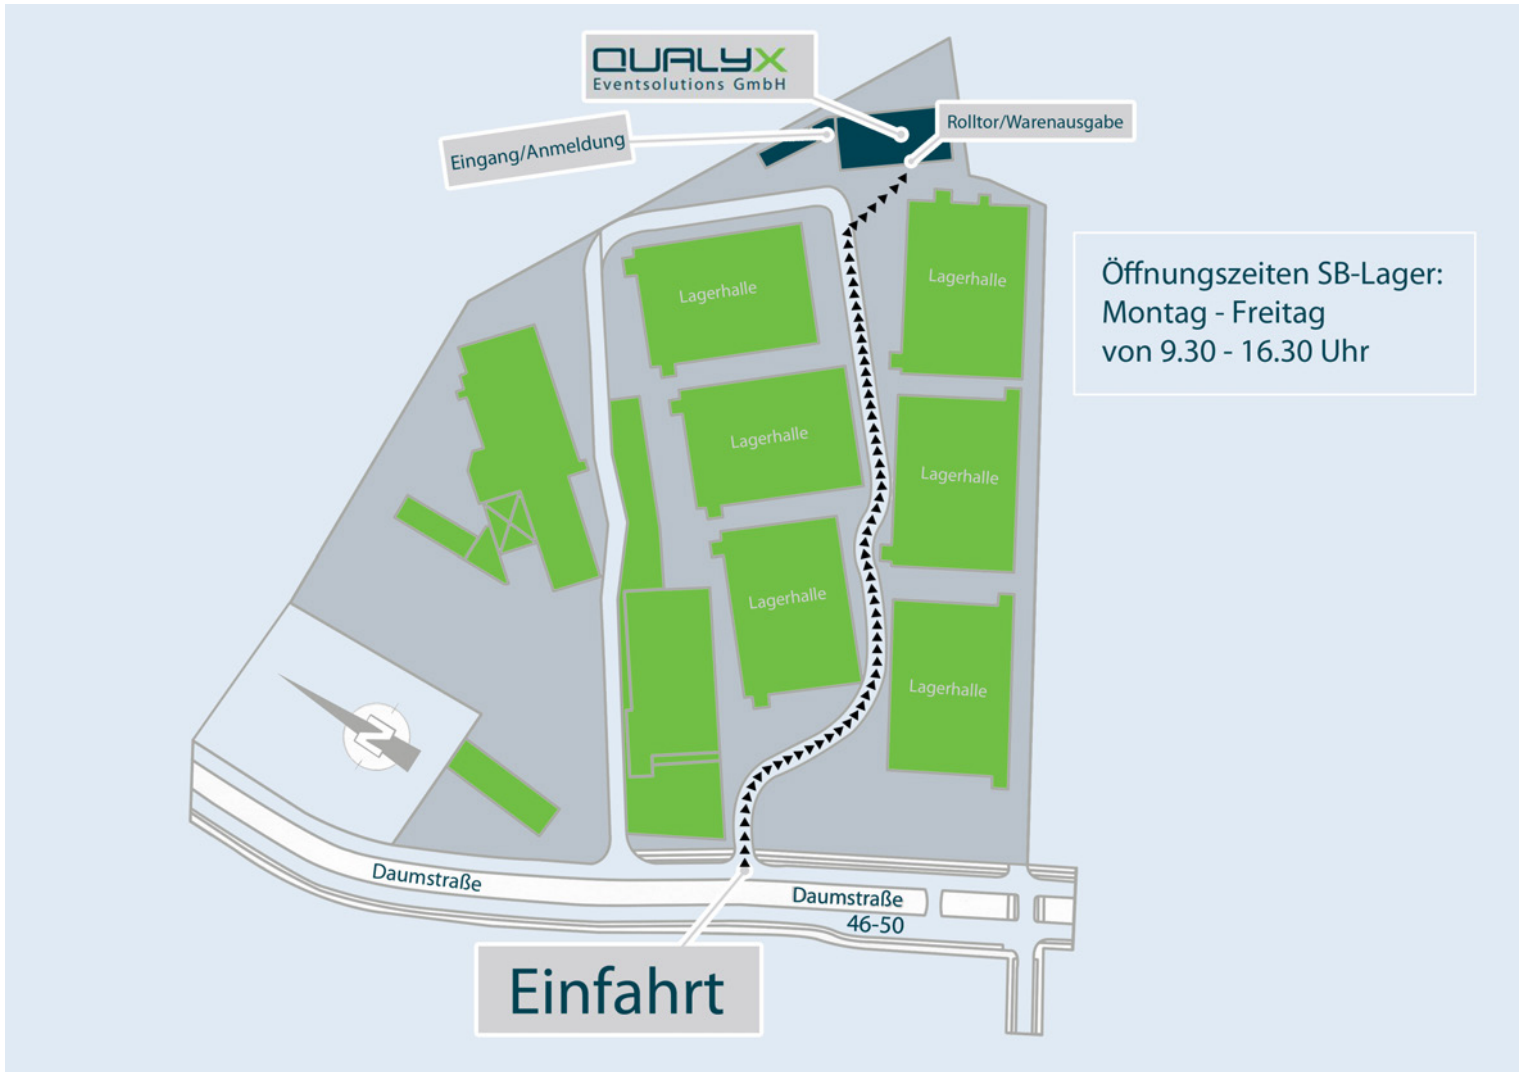 QUALYX
Eventsolutions GmbH
Rolltor/Warenausgabe
Eingang/Anmeldung
Lagerhalle
Lagerhalle
Öffnungszeiten SB-Lager:
Montag - Freitag
von 9.30 - 16.30 Uhr
Lagerhalle
Lagerhalle
Lagerhalle
Lagerhalle
N
Daumstraße
Daumstraße
46-50
Einfahrt